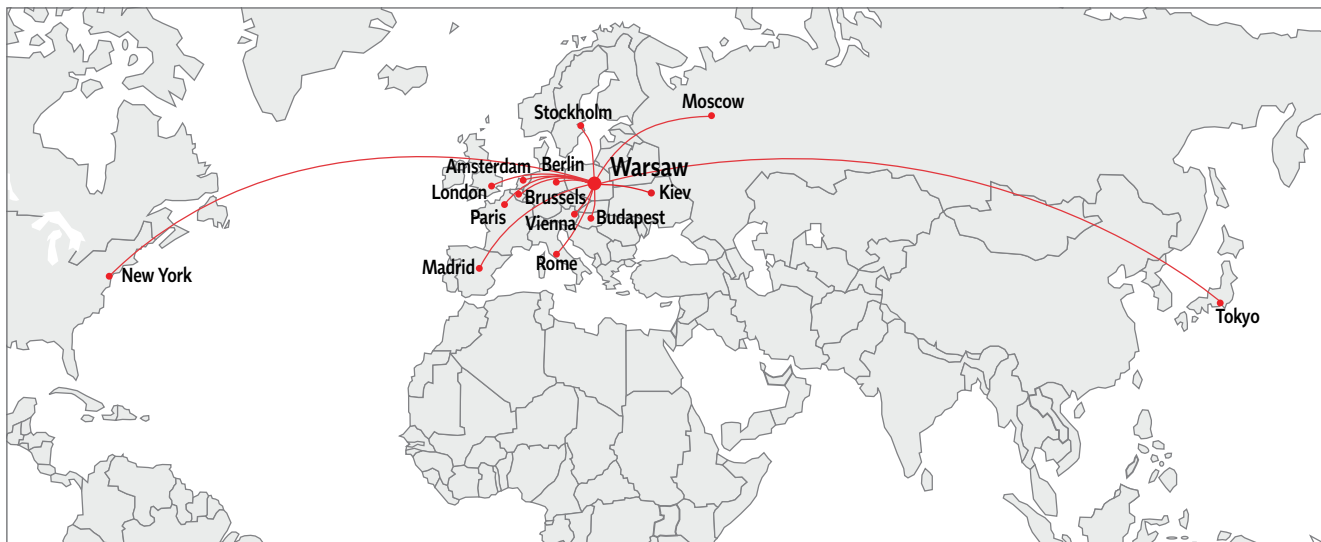 Moscow
Stockholm
Amsterdam
Berlin
Warsaw
London
Brussels
Kiev
Paris
Vienna
Budapest
Madrid
Rome
New York
Tokyo